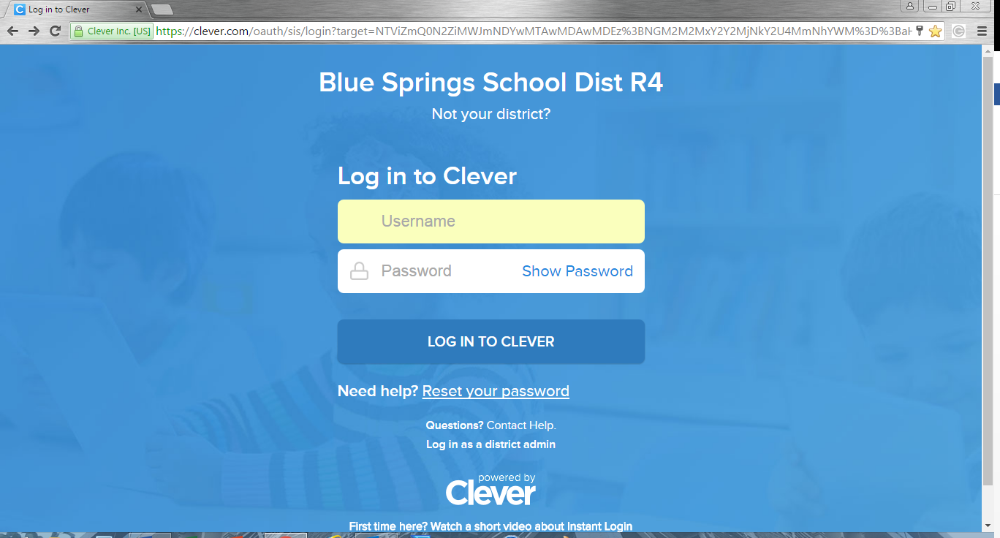 Log in to Clever
Clever Inc. [US]
https://clever.com/oauth/sis/login?target=NTViZmQ0N2ZiMWJmNDYwMTAwMDAwMDEz%3BNGM2M2MxY2Y2MjNkY2U4MmNhYWM%3D%3Bal
Blue Springs School Dist R4
Not your district?
Log in to Clever
Username
Password
Show Password
LOG IN TO CLEVER
Need help? Reset your password
Questions? Contact Help.
Log in as a district admin
powered by
Clever
First time here? Watch a short video about Instant Login